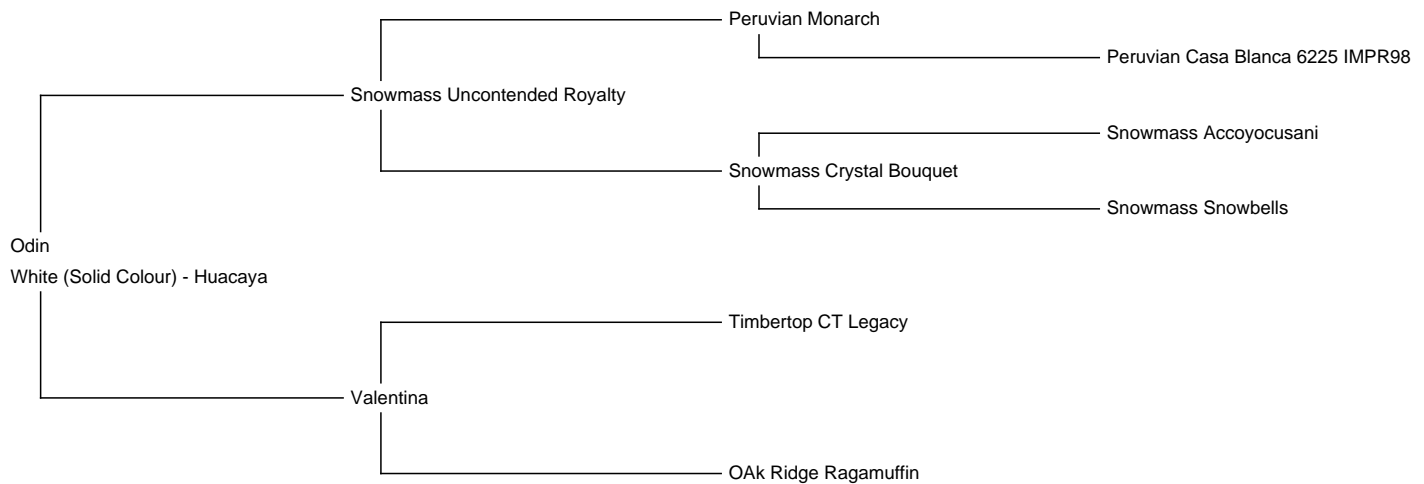 Peruvian Monarch
Peruvian Casa Blanca 6225 IMPR98
Snowmass Uncontended Royalty
Snowmass Accoyocusani
Snowmass Crystal Bouquet
Snowmass Snowbells
Odin
White (Solid Colour) - Huacaya
Timbertop CT Legacy
Valentina
OAk Ridge Ragamuffin